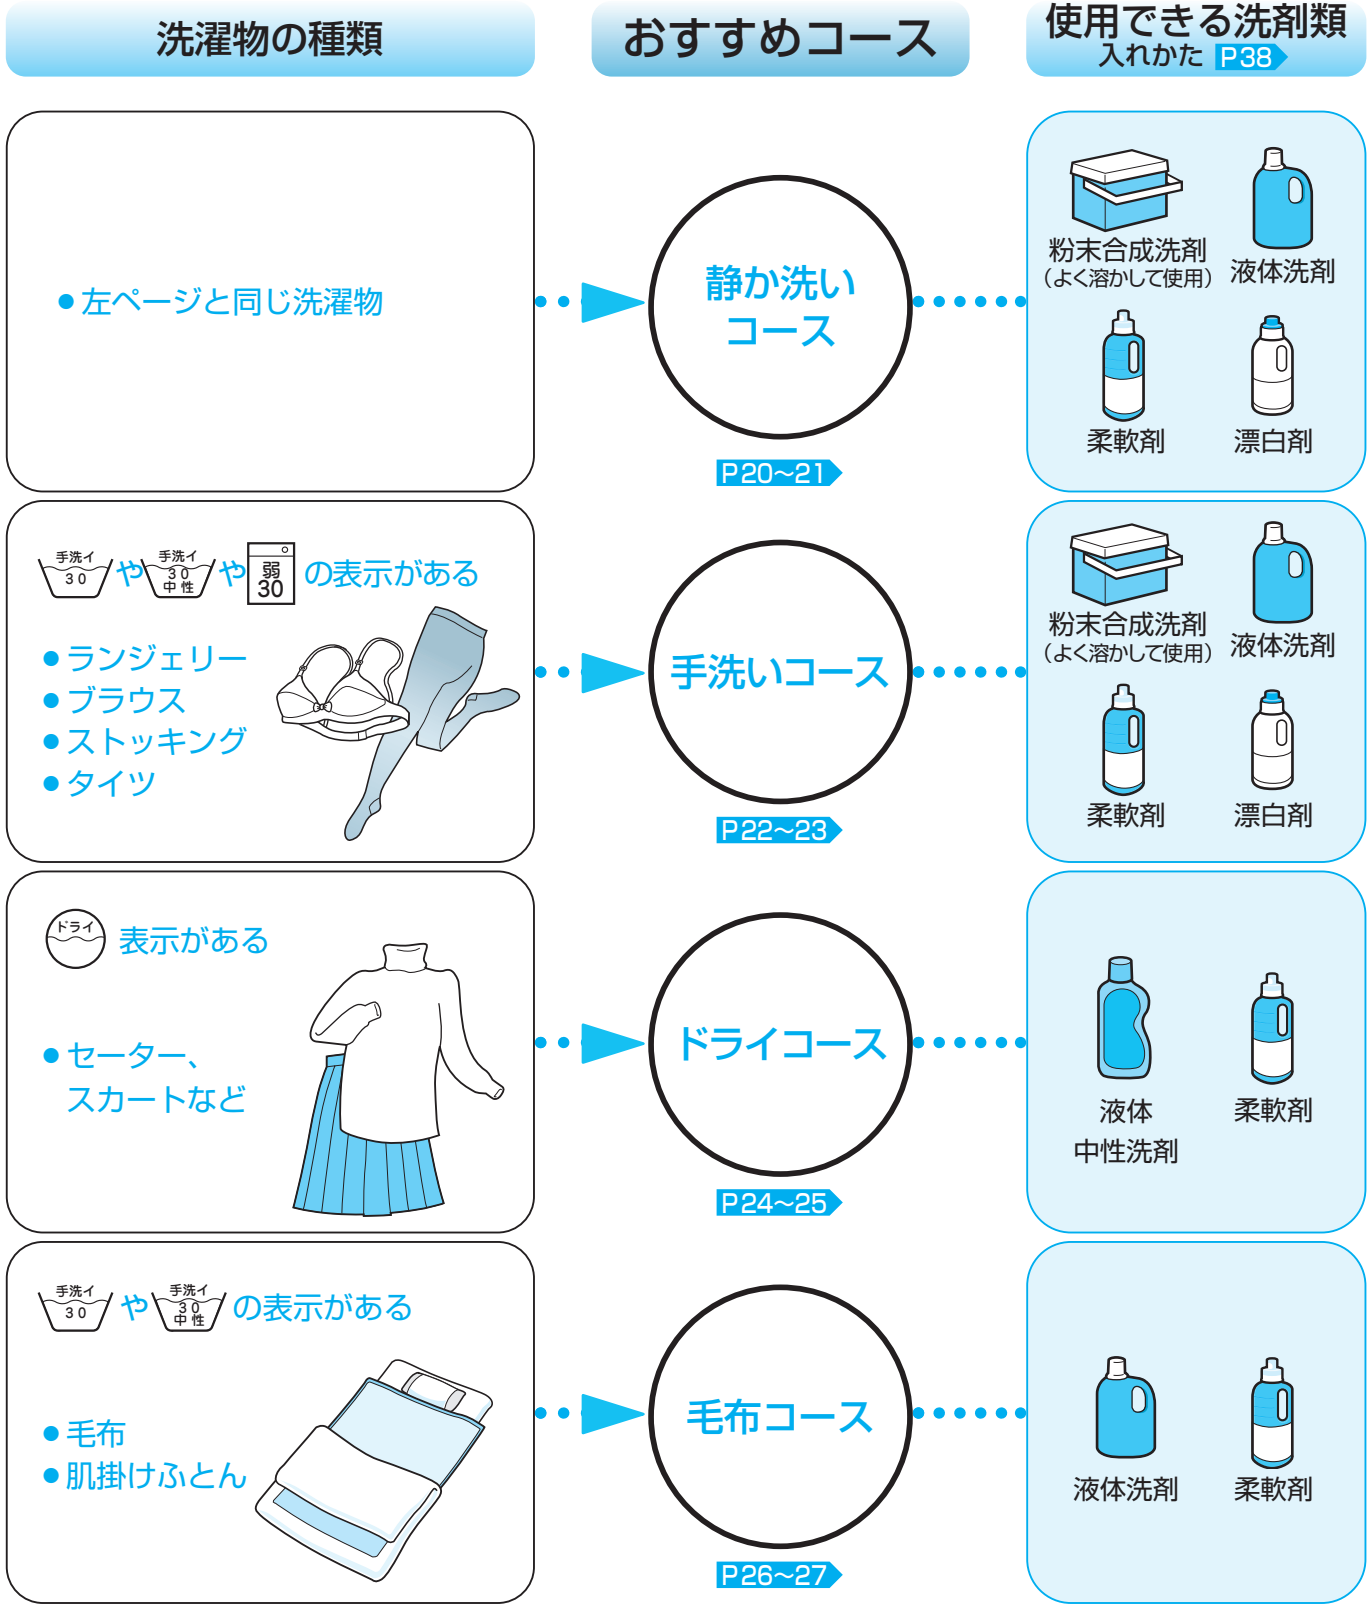 洗濯物の種類
おすすめコース
使用できる洗剤類
入れかた P38
●左ページと同じ洗濯物
静か洗い
コース
P20〜21
粉末合成洗剤
（よく溶かして使用）
液体洗剤
柔軟剤
漂白剤
手洗イ
30
や
手洗イ
30
中性
や
弱
30
の表示がある
●ランジェリー
●ブラウス
●ストッキング
●タイツ
手洗いコース
P22〜23
粉末合成洗剤
（よく溶かして使用）
液体洗剤
柔軟剤
漂白剤
ドライ
表示がある
●セーター、
スカートなど
ドライコース
P24〜25
液体
中性洗剤
柔軟剤
手洗イ
30
や
手洗イ
30
中性
の表示がある
●毛布
●肌掛けふとん
毛布コース
P26〜27
液体洗剤
柔軟剤